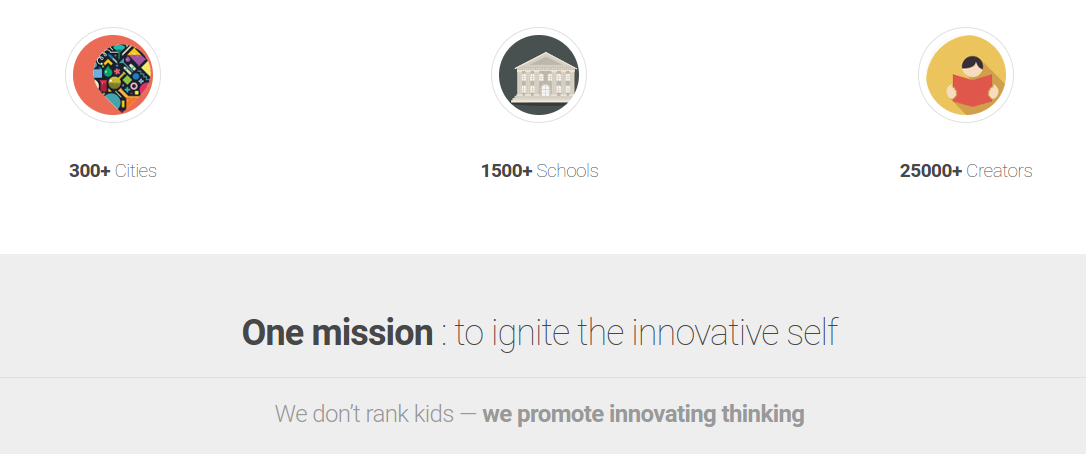 300+ Cities
1500+ Schools
25000+ Creators
One mission : to ignite the innovative self
We don’t rank kids — we promote innovating thinking